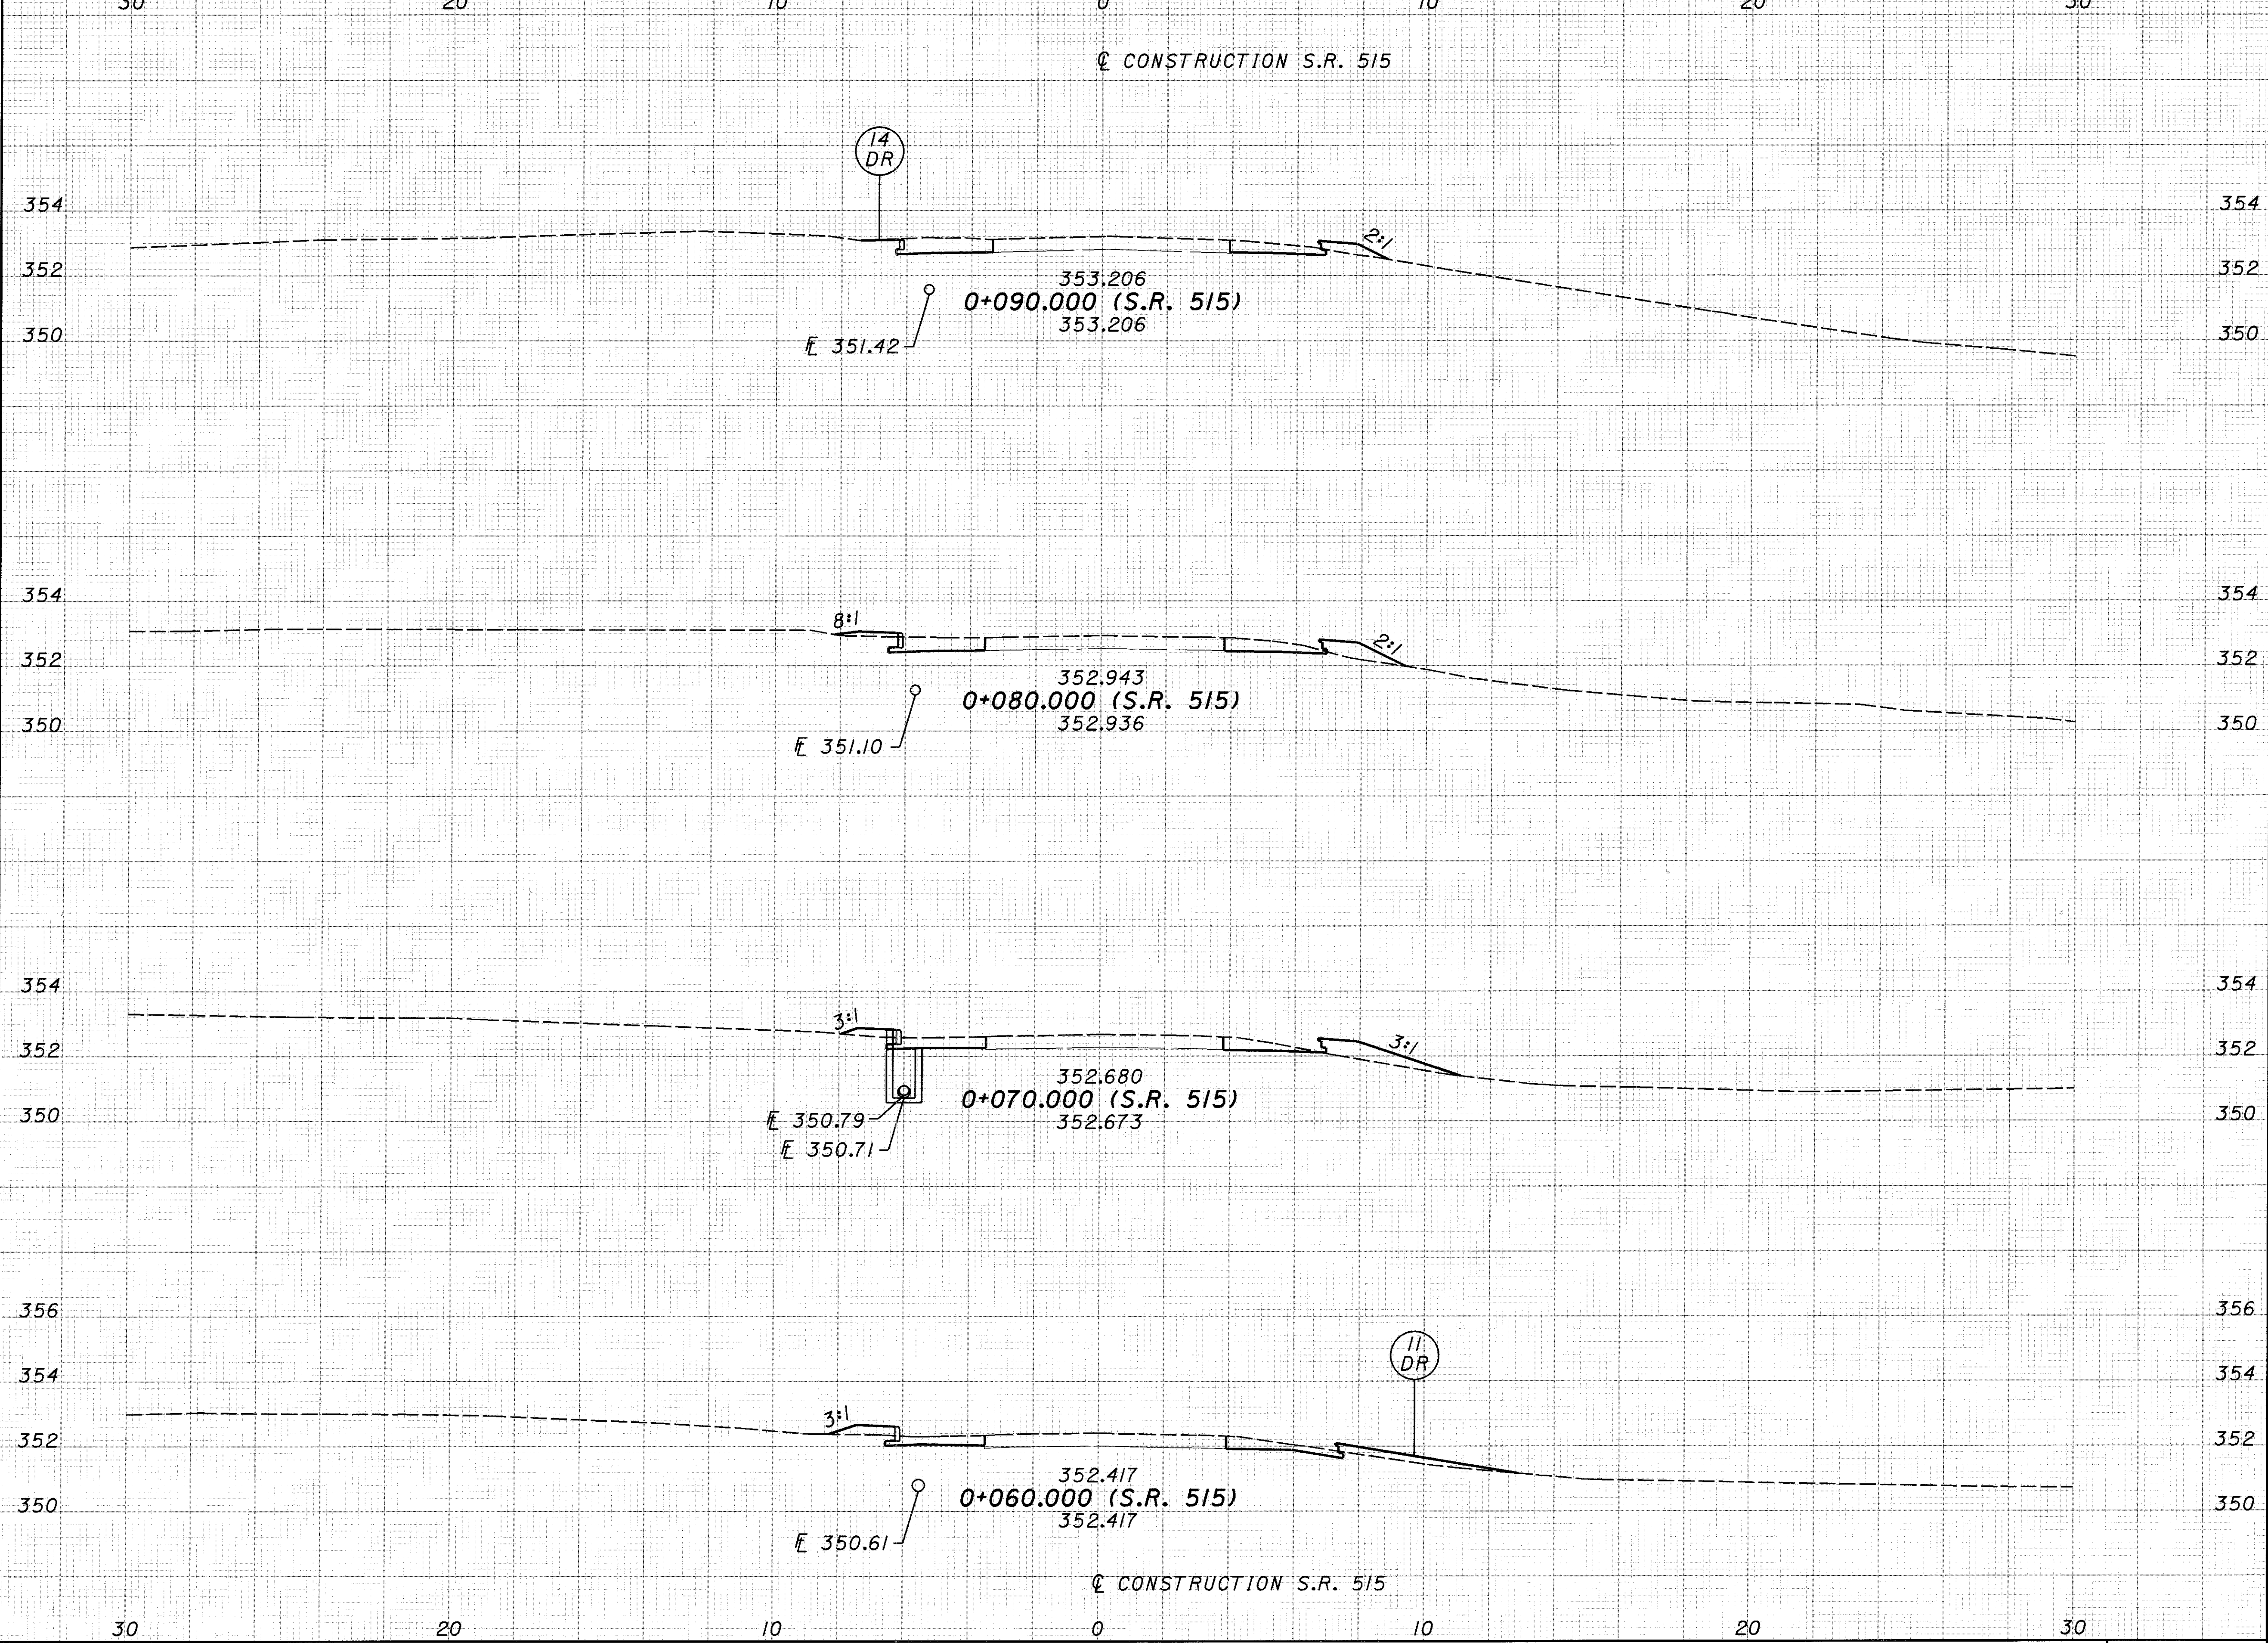 30 20 10 0 10 20 30
℄ CONSTRUCTION S.R. 515
14
DR
354 354
2:1
352 352
353.206
0+090.000 (S.R. 515)
353.206
350 350
FL 351.42
354 354
8:1
2:1
352 352
352.943
0+080.000 (S.R. 515)
352.936
350 350
FL 351.10
354 354
3:1
3:1
352 352
352.680
0+070.000 (S.R. 515)
352.673
350 350
FL 350.79
FL 350.71
356 356
11
DR
354 354
3:1
352 352
352.417
0+060.000 (S.R. 515)
352.417
350 350
FL 350.61
℄ CONSTRUCTION S.R. 515
30 20 10 0 10 20 30